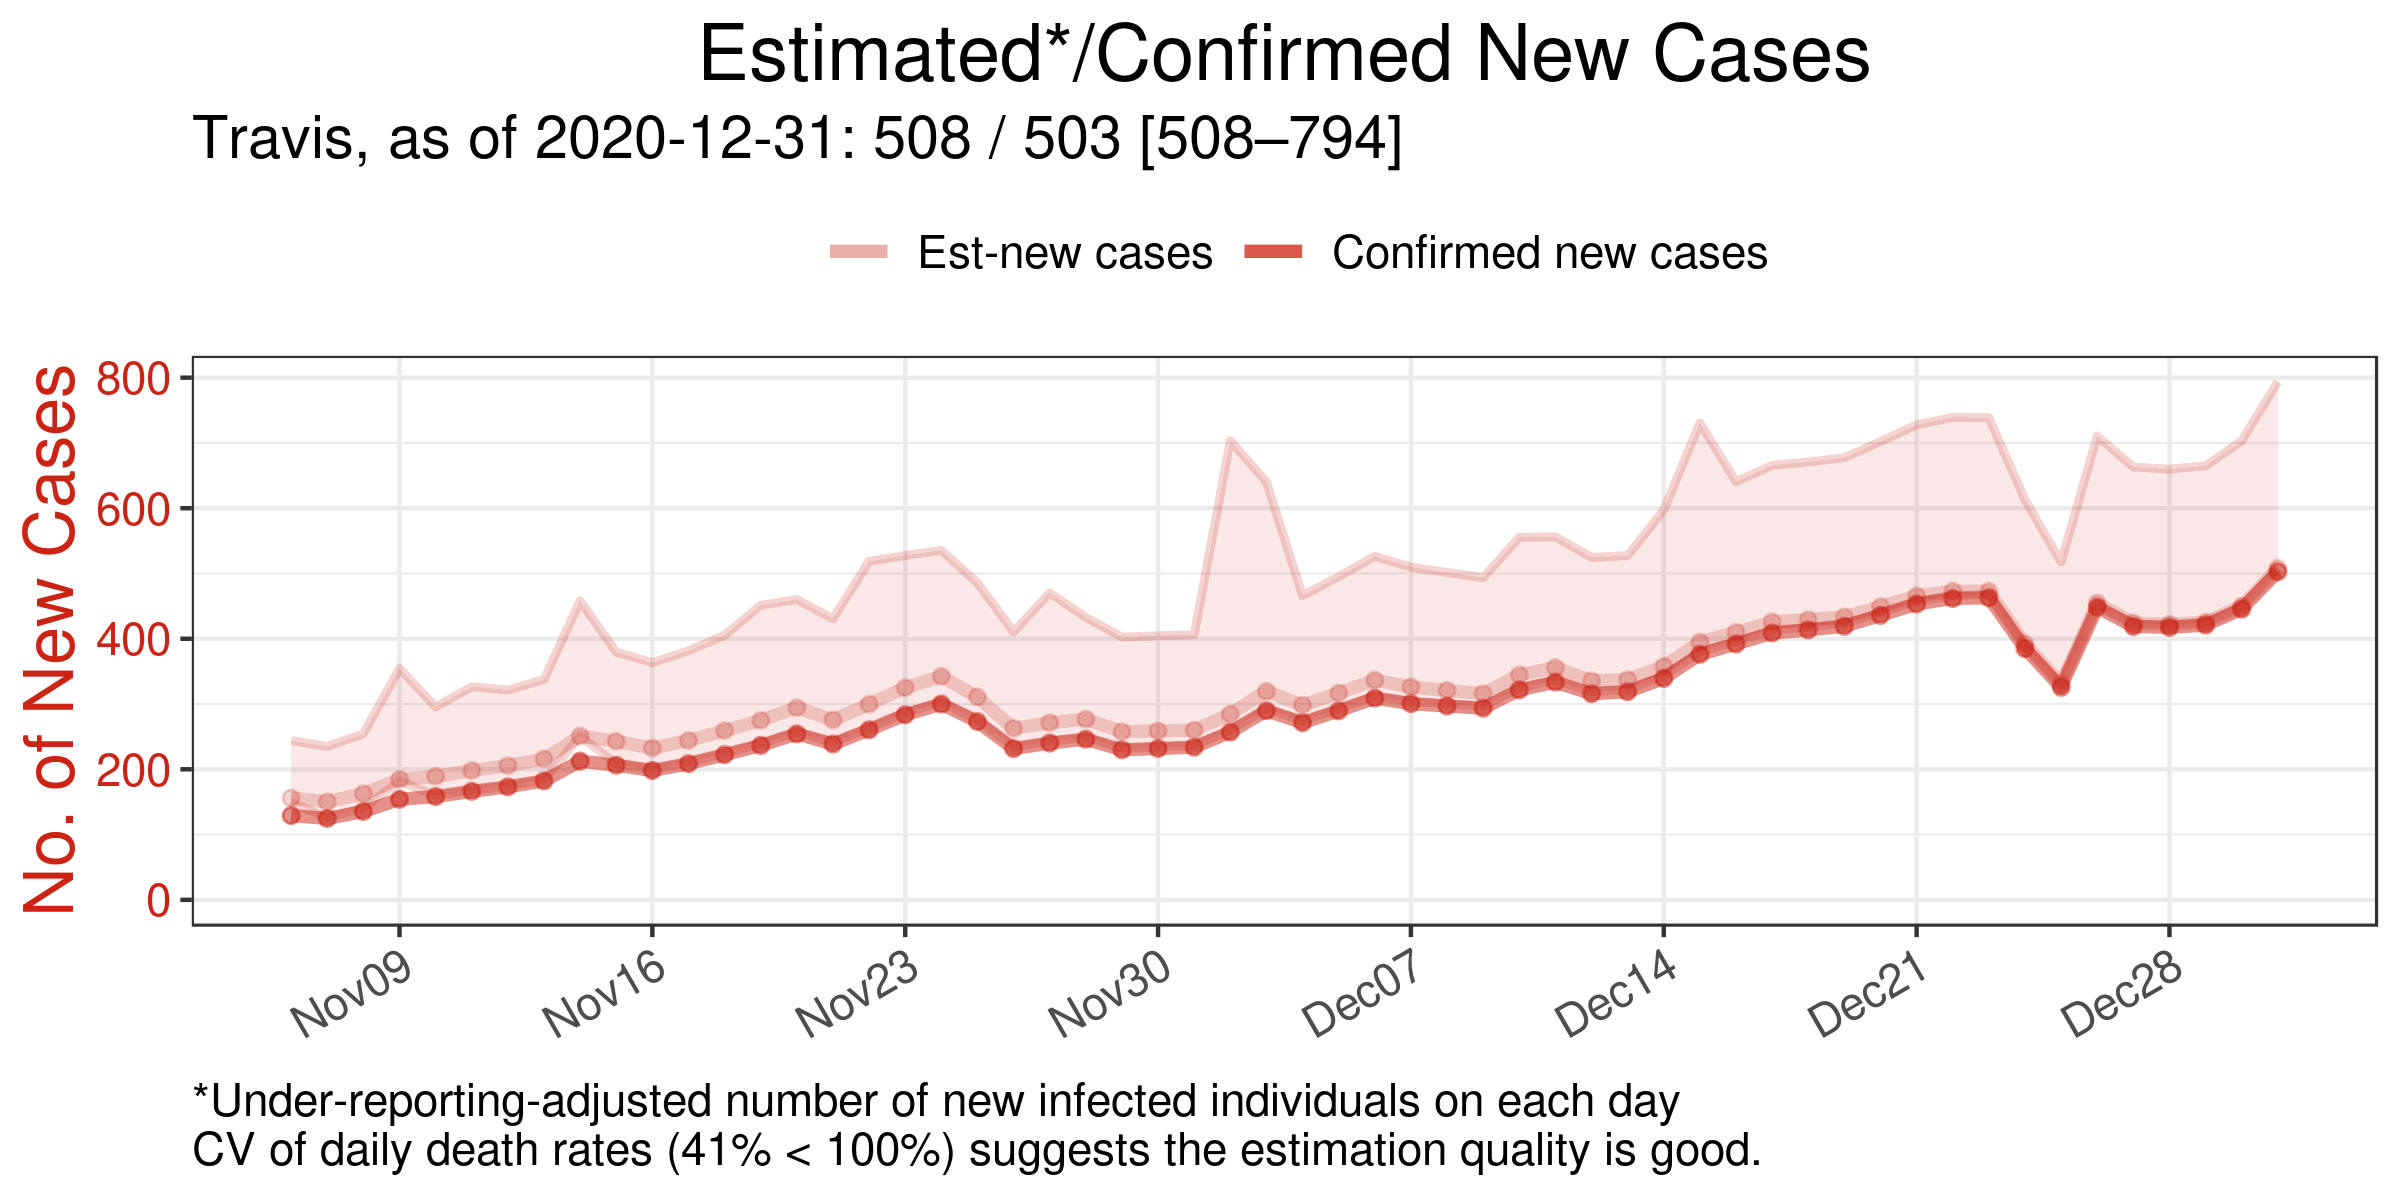 Estimated*/Confirmed New Cases
Travis, as of 2020-12-31: 508 / 503 [508–794]
Est-new cases Confirmed new cases
No. of New Cases
800
600
400
200
0
Nov09 Nov16 Nov23 Nov30 Dec07 Dec14 Dec21 Dec28
*Under-reporting-adjusted number of new infected individuals on each day
CV of daily death rates (41% < 100%) suggests the estimation quality is good.